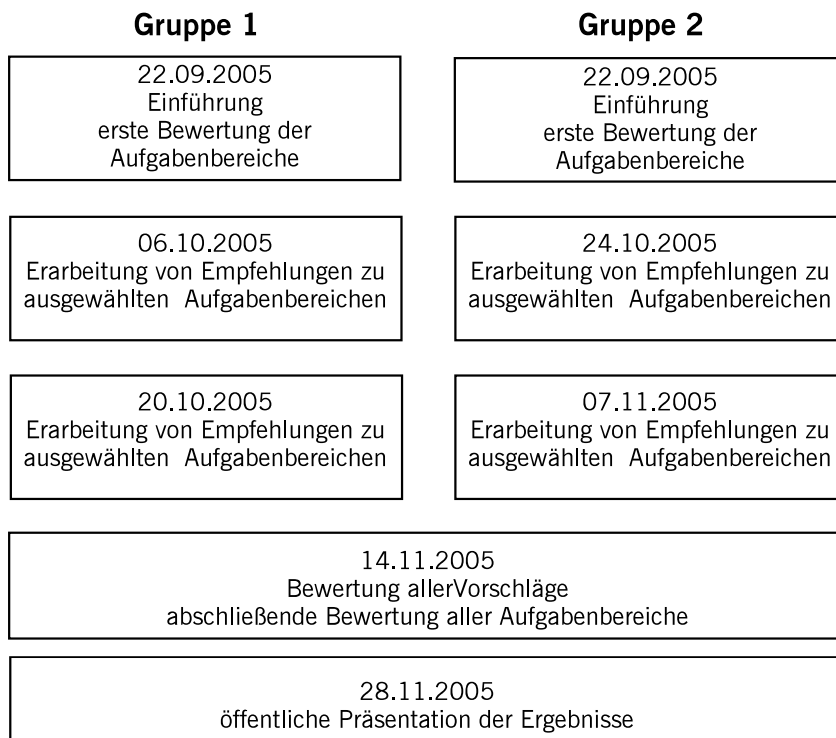 Gruppe 1
22.09.2005
Einführung
erste Bewertung der
Aufgabenbereiche
06.10.2005
Erarbeitung von Empfehlungen zu
ausgewählten Aufgabenbereichen
20.10.2005
Erarbeitung von Empfehlungen zu
ausgewählten Aufgabenbereichen
Gruppe 2
22.09.2005
Einführung
erste Bewertung der
Aufgabenbereiche
24.10.2005
Erarbeitung von Empfehlungen zu
ausgewählten Aufgabenbereichen
07.11.2005
Erarbeitung von Empfehlungen zu
ausgewählten Aufgabenbereichen
14.11.2005
Bewertung allerVorschläge
abschließende Bewertung aller Aufgabenbereiche
28.11.2005
öffentliche Präsentation der Ergebnisse